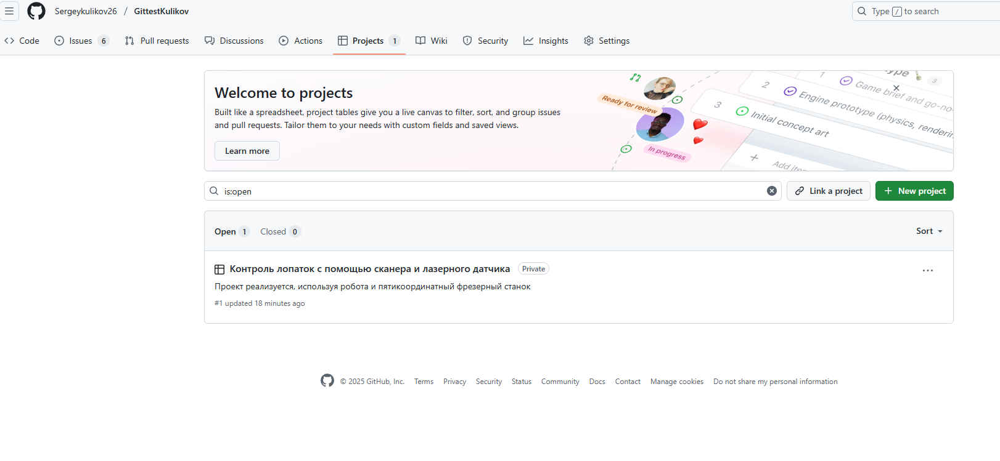 Sergeykulikov26 / GittestKulikov
Type / to search
Code Issues 6 Pull requests Discussions Actions Projects 1 Wiki Security Insights Settings
Welcome to projects
Built like a spreadsheet, project tables give you a live canvas to filter, sort, and group issues
and pull requests. Tailor them to your needs with custom fields and saved views.
Learn more
Ready for review
In progress
3
1 Game brief and go-no-
2 Engine prototype (physics, renderin
3 Initial concept art
+ Add
is:open
Link a project
New project
Open 1 Closed 0
Sort
Контроль лопаток с помощью сканера и лазерного датчика Private
Проект реализуется, используя робота и пятикоординатный фрезерный станок
#1 updated 18 minutes ago
© 2025 GitHub, Inc. Terms Privacy Security Status Community Docs Contact Manage cookies Do not share my personal information